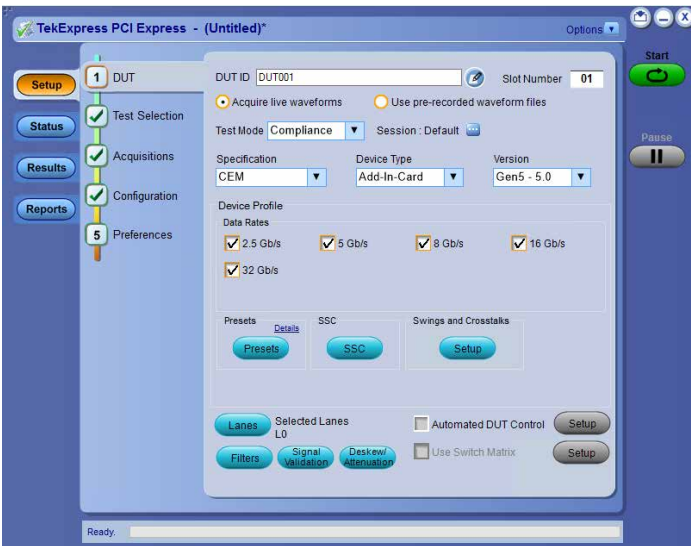 TekExpress PCI Express - (Untitled)*
Options
Start
Setup
Status
Results
Reports
Pause
1 DUT
Test Selection
Acquisitions
Configuration
5 Preferences
DUT ID DUT001
Slot Number 01
Acquire live waveforms
Use pre-recorded waveform files
Test Mode Compliance
Session : Default
Specification
Device Type
Version
CEM
Add-In-Card
Gen5 - 5.0
Device Profile
Data Rates
2.5 Gb/s
5 Gb/s
8 Gb/s
16 Gb/s
32 Gb/s
Presets
Details
SSC
Swings and Crosstalks
Presets
SSC
Setup
Lanes
Selected Lanes
L0
Automated DUT Control
Setup
Filters
Signal
Validation
Deskew/
Attenuation
Use Switch Matrix
Setup
Ready.